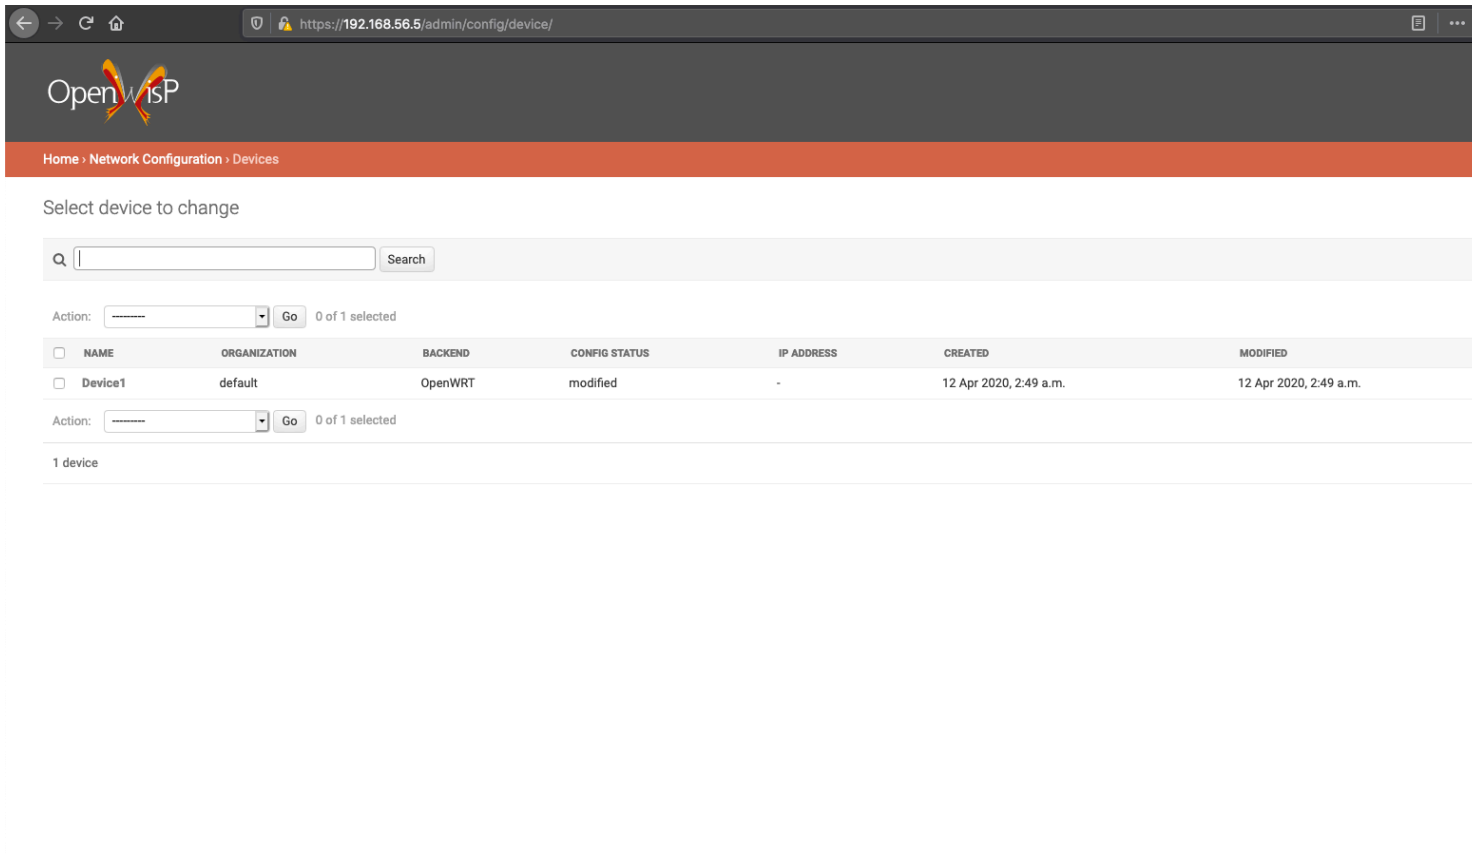 https://192.168.56.5/admin/config/device/
OpenWisP
Home › Network Configuration › Devices
Select device to change
Search
Action: --------- Go 0 of 1 selected
NAME ORGANIZATION BACKEND CONFIG STATUS IP ADDRESS CREATED MODIFIED
Device1 default OpenWRT modified - 12 Apr 2020, 2:49 a.m. 12 Apr 2020, 2:49 a.m.
Action: --------- Go 0 of 1 selected
1 device